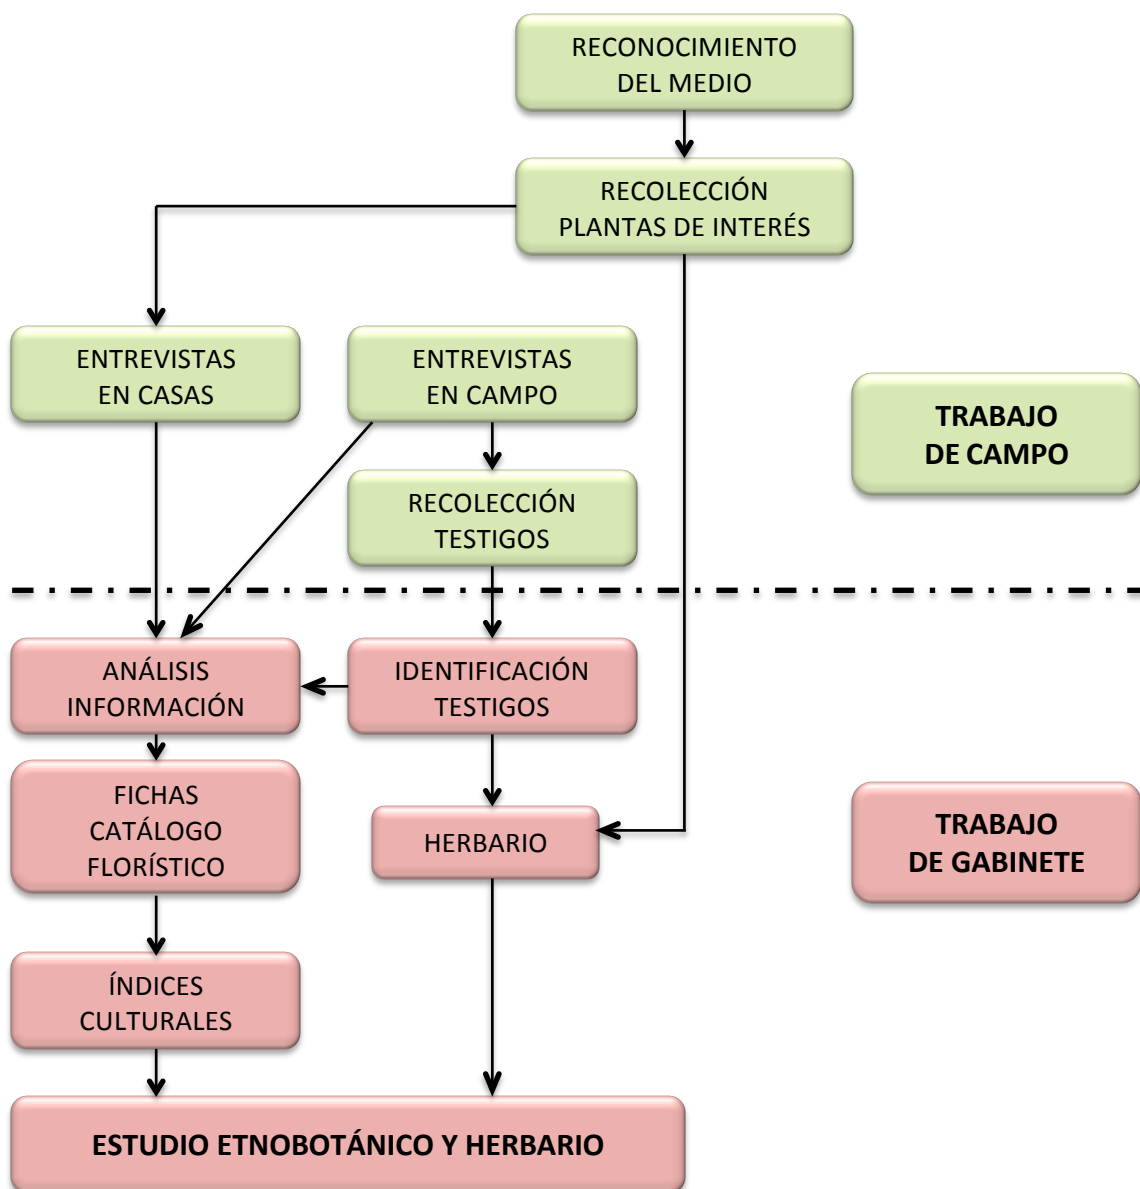 RECONOCIMIENTO
DEL MEDIO
RECOLECCIÓN
PLANTAS DE INTERÉS
ENTREVISTAS
EN CASAS
ENTREVISTAS
EN CAMPO
TRABAJO
DE CAMPO
RECOLECCIÓN
TESTIGOS
ANÁLISIS
INFORMACIÓN
IDENTIFICACIÓN
TESTIGOS
FICHAS
CATÁLOGO
FLORÍSTICO
HERBARIO
TRABAJO
DE GABINETE
ÍNDICES
CULTURALES
ESTUDIO ETNOBOTÁNICO Y HERBARIO